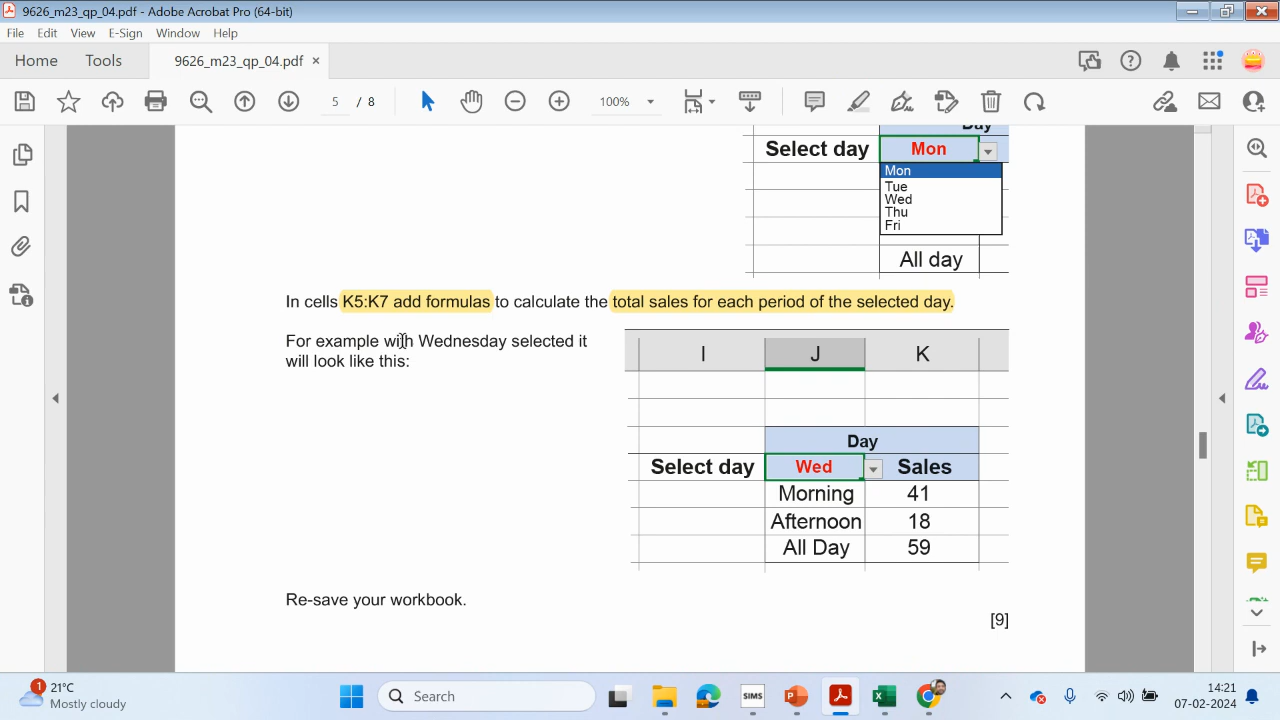 9626_m23_qp_04.pdf - Adobe Acrobat Pro (64-bit)
File Edit View E-Sign Window Help
Home Tools 9626_m23_qp_04.pdf ×
5 / 8 100%
Day
Select day Mon
Mon
Tue
Wed
Thu
Fri
All day
In cells K5:K7 add formulas to calculate the total sales for each period of the selected day.
For example with Wednesday selected it
will look like this:
I J K
Day
Select day Wed Sales
Morning 41
Afternoon 18
All Day 59
Re-save your workbook.
[9]
1 21°C
Mostly cloudy
Search
SIMS
14:21
07-02-2024